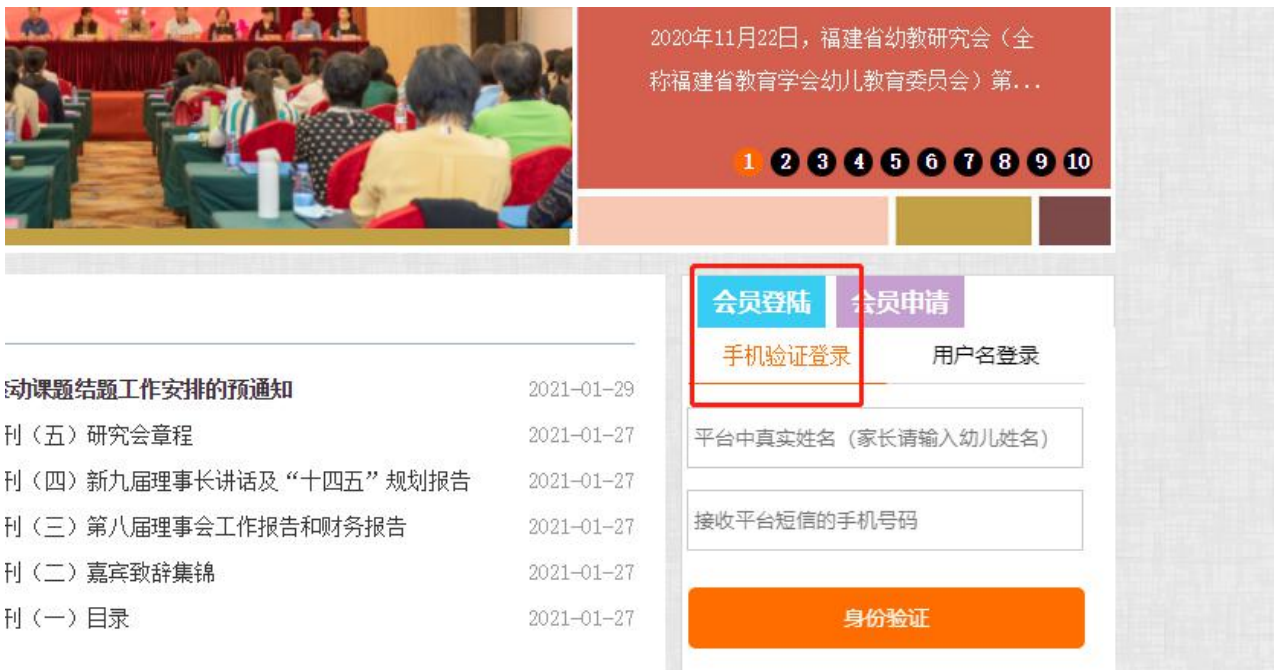 2020年11月22日，福建省幼教研究会（全
称福建省教育学会幼儿教育委员会）第...
1 2 3 4 5 6 7 8 9 10
会员登陆 会员申请
手机验证登录 用户名登录
动课题结题工作安排的预通知 2021-01-29
刊（五）研究会章程 2021-01-27
刊（四）新九届理事长讲话及“十四五”规划报告 2021-01-27
刊（三）第八届理事会工作报告和财务报告 2021-01-27
刊（二）嘉宾致辞集锦 2021-01-27
刊（一）目录 2021-01-27
平台中真实姓名（家长请输入幼儿姓名）
接收平台短信的手机号码
身份验证